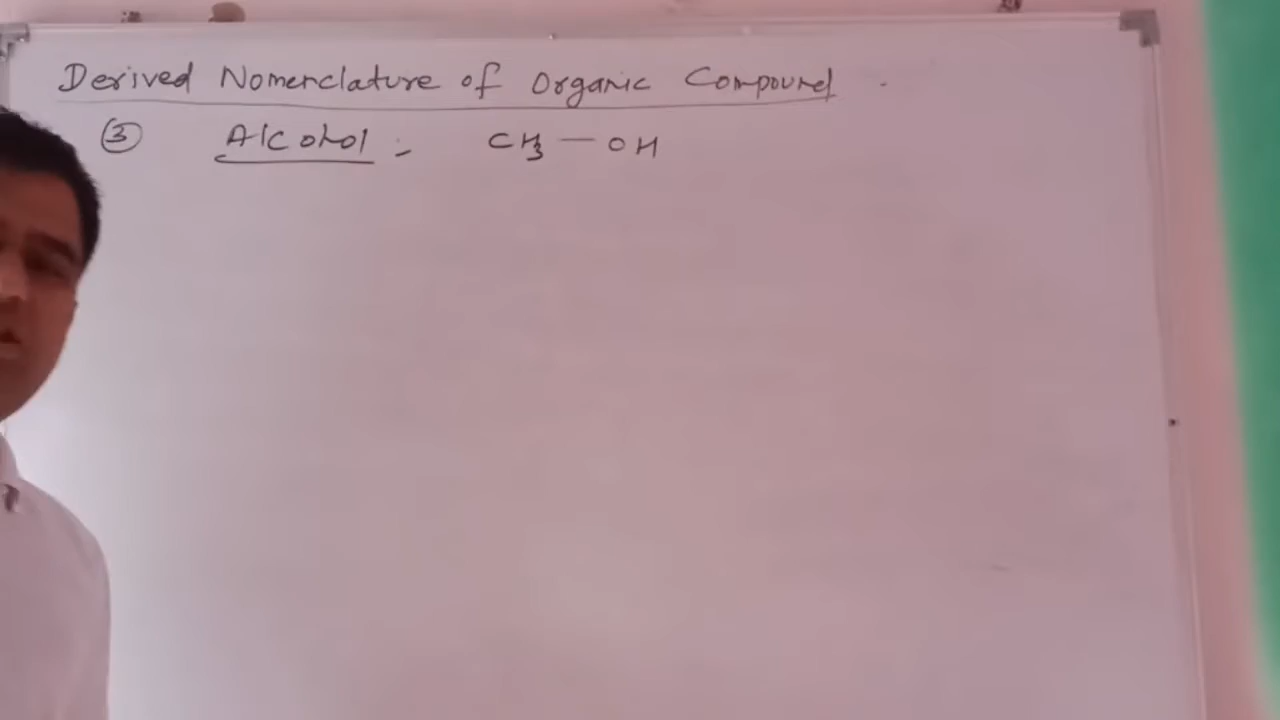 Derived Nomenclature of Organic Compound .
③ Alcohol :- CH₃ — OH